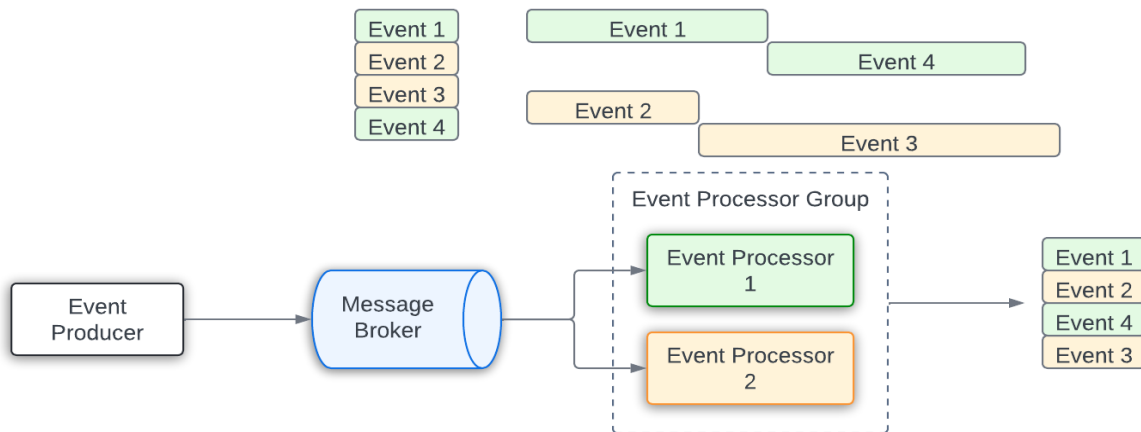 Event 1
Event 2
Event 3
Event 4
Event 1
Event 4
Event 2
Event 3
Event Processor Group
Event Processor
1
Event Processor
2
Event
Producer
Message
Broker
Event 1
Event 2
Event 4
Event 3